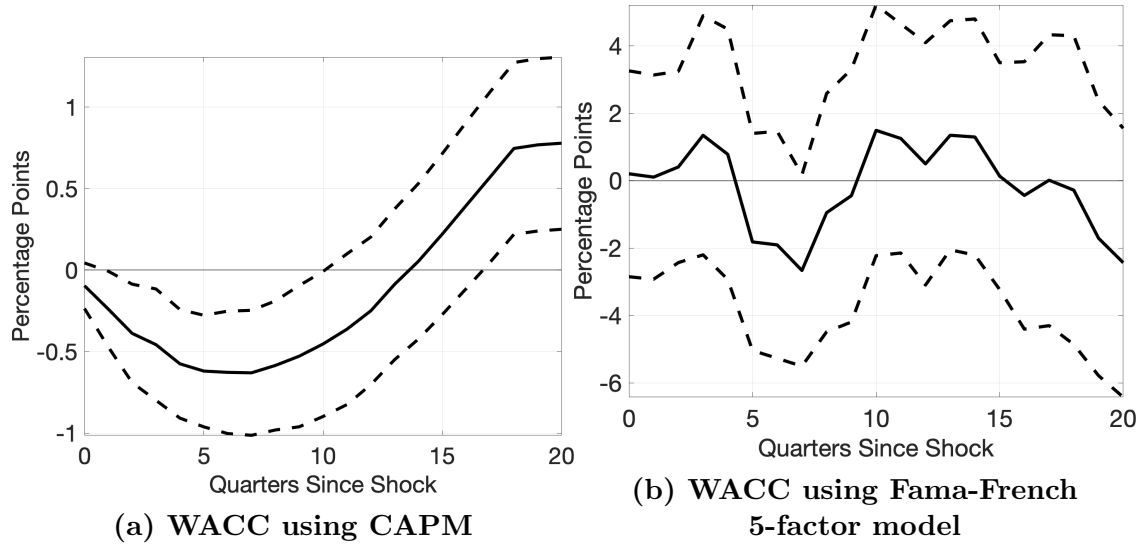 1
0.5
0
-0.5
-1
Percentage Points
0 5 10 15 20
Quarters Since Shock
(a) WACC using CAPM
4
2
0
-2
-4
-6
Percentage Points
0 5 10 15 20
Quarters Since Shock
(b) WACC using Fama-French
5-factor model